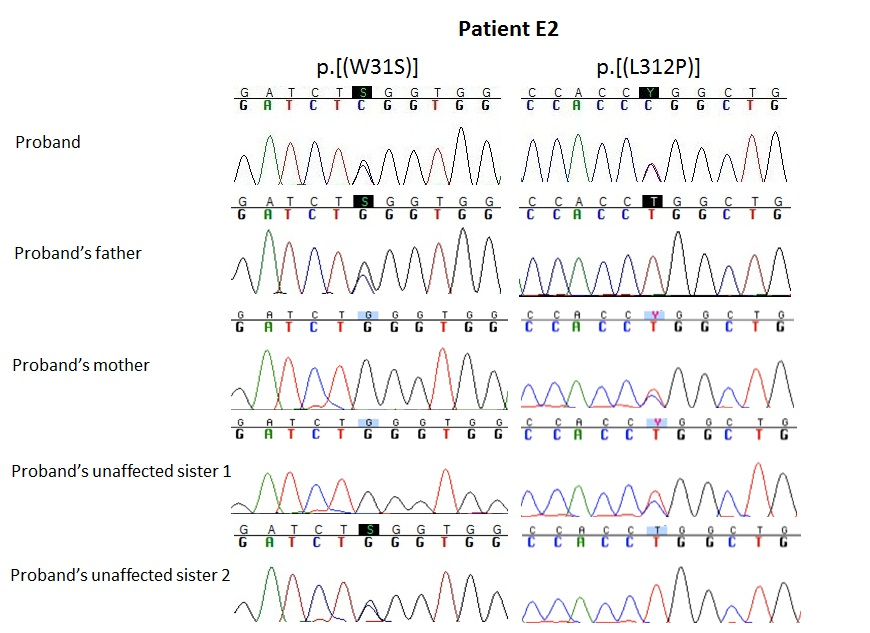 Patient E2
p.[(W31S)] p.[(L312P)]
G A T C T S G G T G G C C A C C Y G G C T G
G A T C T C G G T G G C C A C C C G G C T G
Proband
G A T C T S G G T G G C C A C C T G G C T G
G A T C T G G G T G G C C A C C T G G C T G
Proband's father
G A T C T G G G T G G C C A C C Y G G C T G
G A T C T G G G T G G C C A C C T G G C T G
Proband's mother
G A T C T G G G T G G C C A C C Y G G C T G
G A T C T G G G T G G C C A C C T G G C T G
Proband's unaffected sister 1
G A T C T S G G T G G C C A C C T G G C T G
G A T C T G G G T G G C C A C C T G G C T G
Proband's unaffected sister 2